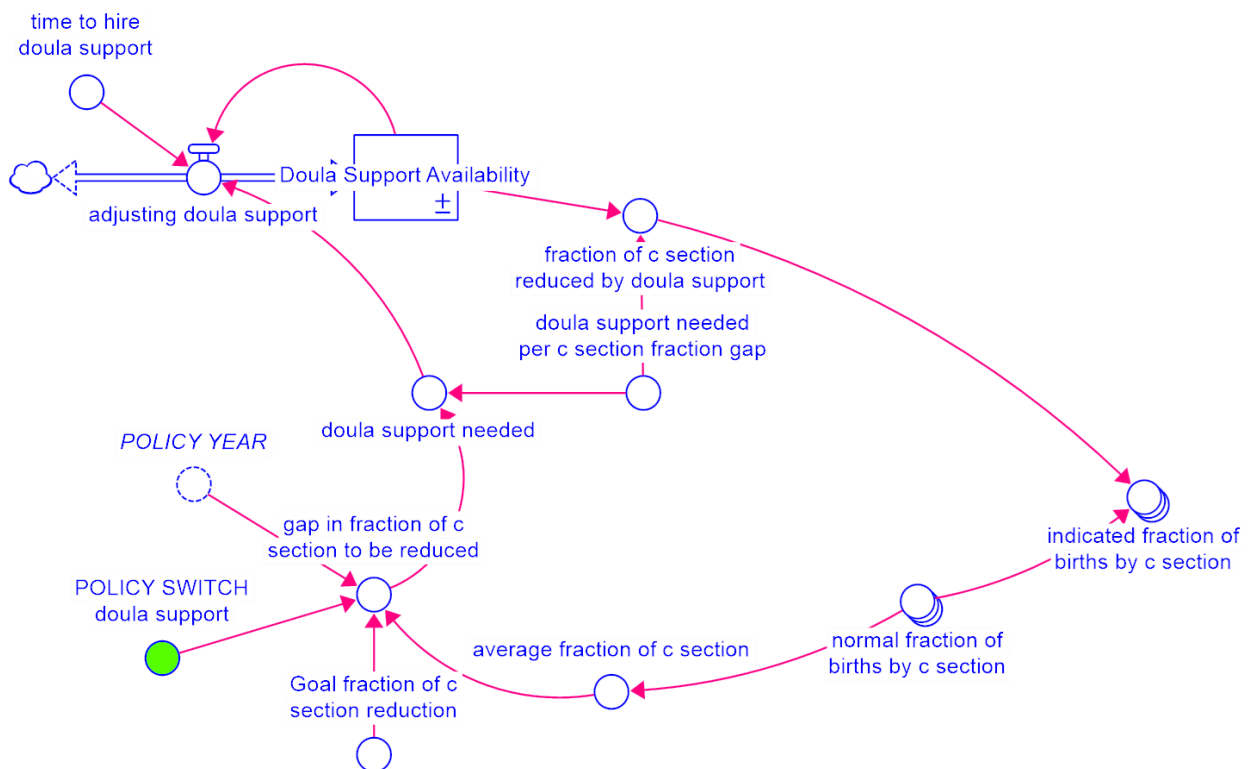 time to hire
doula support
Doula Support Availability
adjusting doula support
±
fraction of c section
reduced by doula support
doula support needed
per c section fraction gap
doula support needed
POLICY YEAR
gap in fraction of c
section to be reduced
indicated fraction of
births by c section
POLICY SWITCH
doula support
normal fraction of
births by c section
average fraction of c section
Goal fraction of c
section reduction